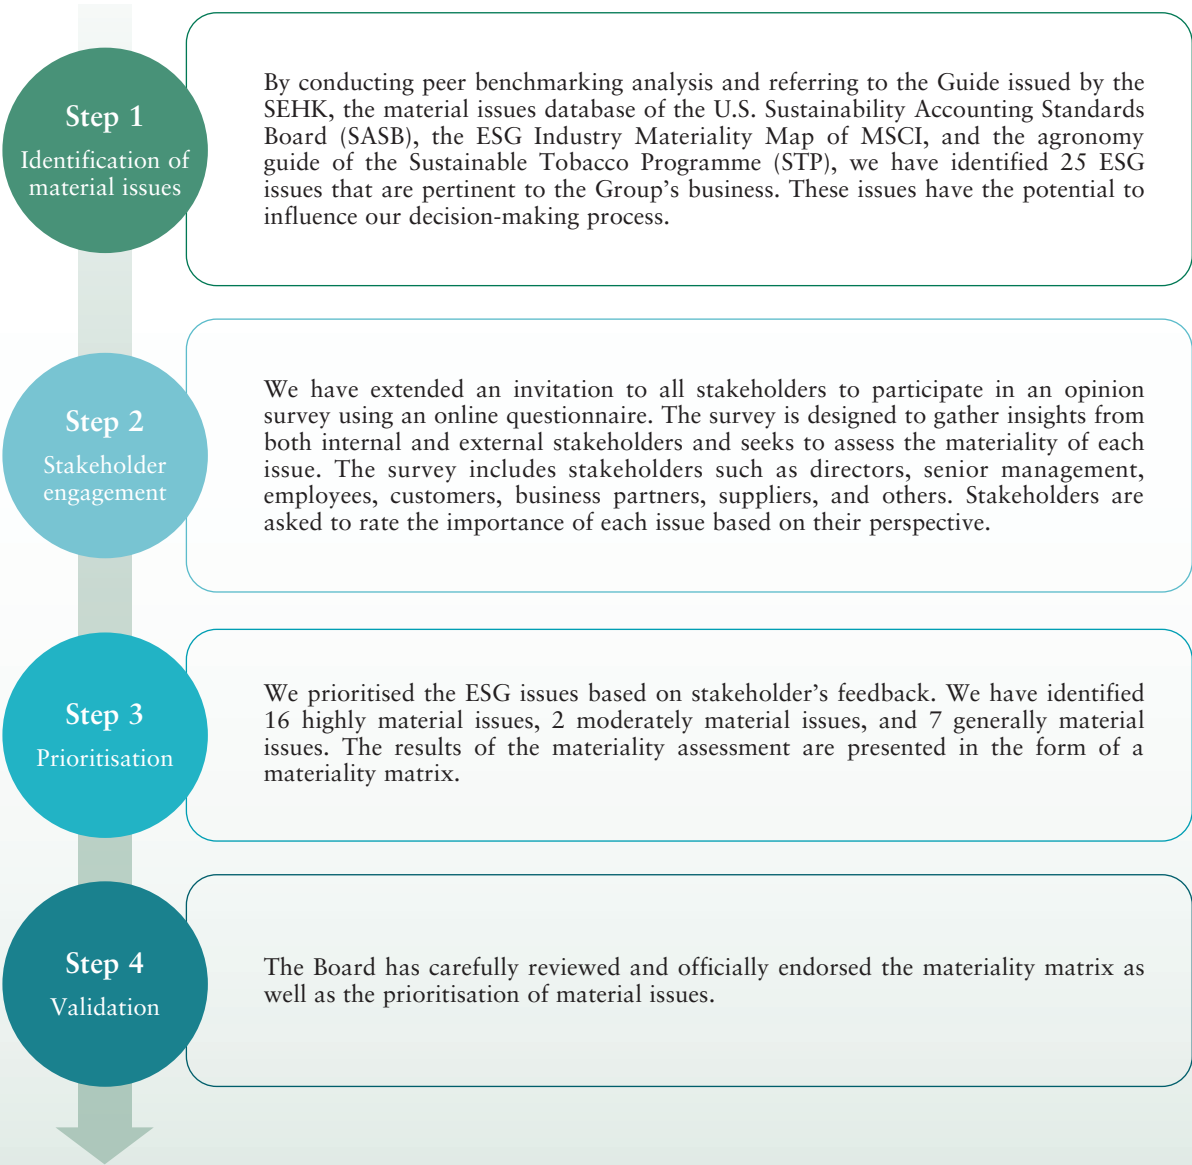 Step 1
Identification of
material issues
By conducting peer benchmarking analysis and referring to the Guide issued by the
SEHK, the material issues database of the U.S. Sustainability Accounting Standards
Board (SASB), the ESG Industry Materiality Map of MSCI, and the agronomy
guide of the Sustainable Tobacco Programme (STP), we have identified 25 ESG
issues that are pertinent to the Group’s business. These issues have the potential to
influence our decision-making process.
Step 2
Stakeholder
engagement
We have extended an invitation to all stakeholders to participate in an opinion
survey using an online questionnaire. The survey is designed to gather insights from
both internal and external stakeholders and seeks to assess the materiality of each
issue. The survey includes stakeholders such as directors, senior management,
employees, customers, business partners, suppliers, and others. Stakeholders are
asked to rate the importance of each issue based on their perspective.
Step 3
Prioritisation
We prioritised the ESG issues based on stakeholder’s feedback. We have identified
16 highly material issues, 2 moderately material issues, and 7 generally material
issues. The results of the materiality assessment are presented in the form of a
materiality matrix.
Step 4
Validation
The Board has carefully reviewed and officially endorsed the materiality matrix as
well as the prioritisation of material issues.